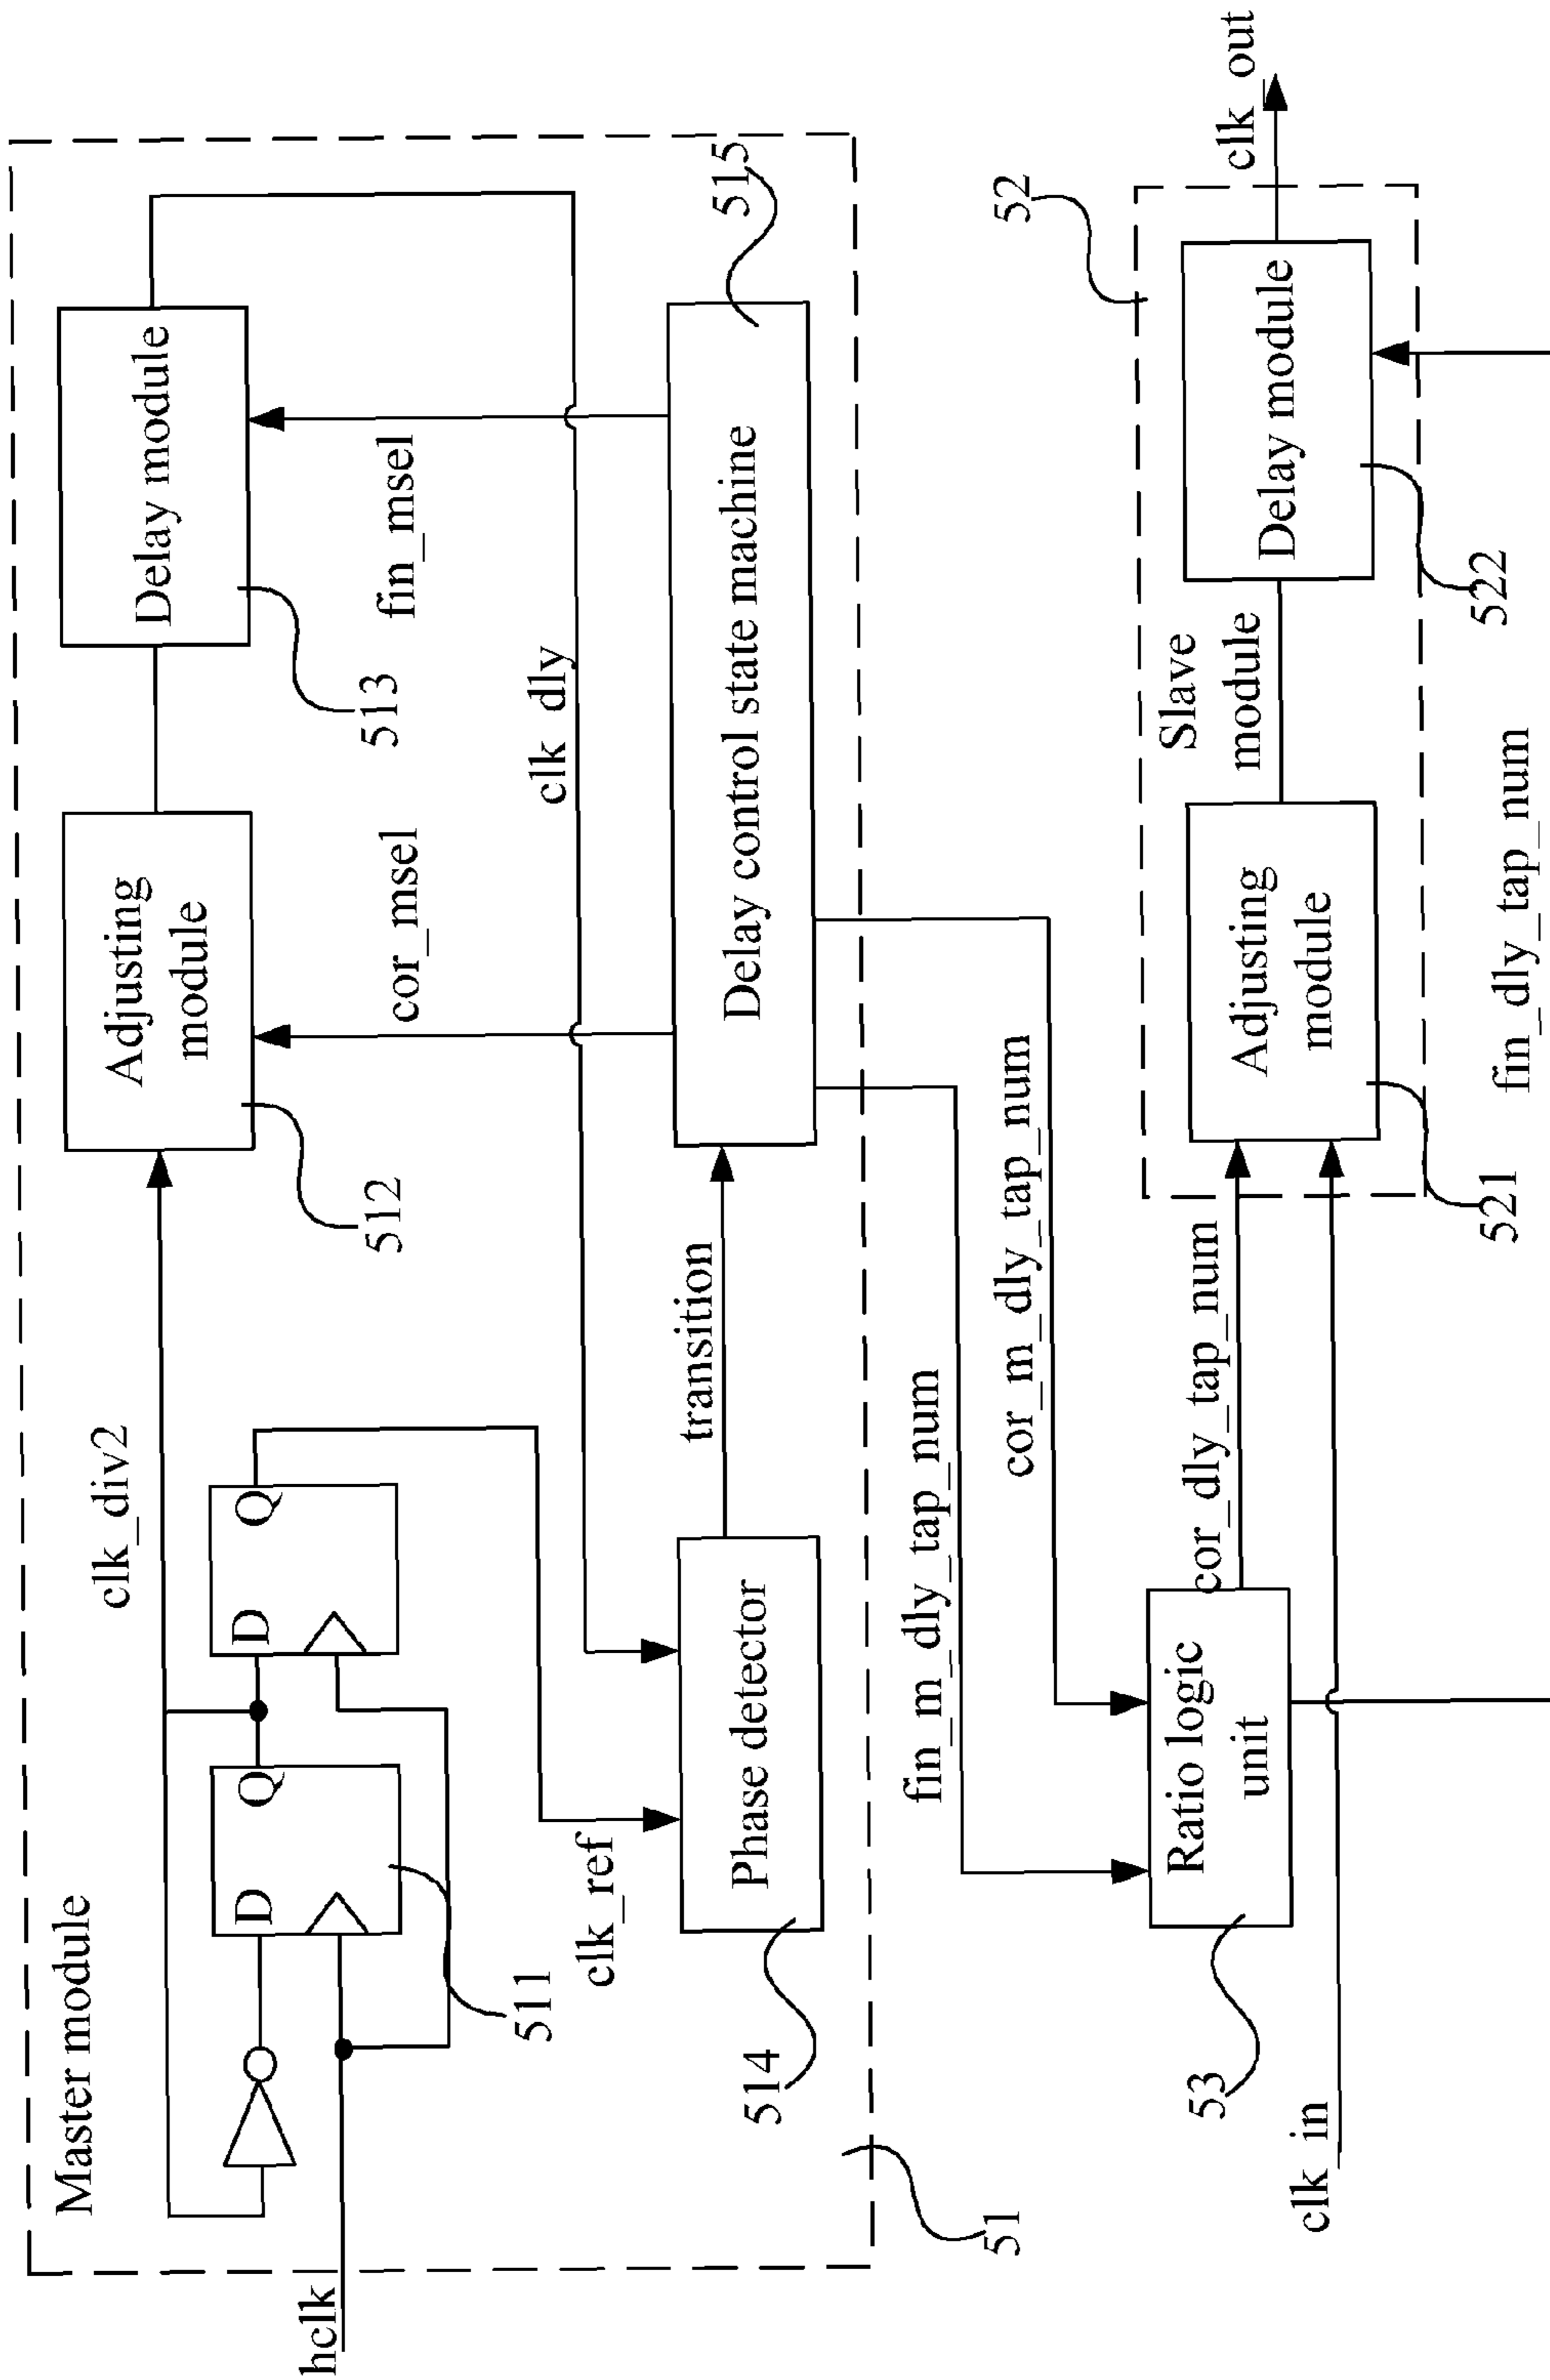 Master module
hclk
D
Q
D
Q
511
clk_div2
Adjusting
module
512
cor_msel
Delay module
513
fin_msel
clk_dly
clk_ref
Phase detector
514
transition
Delay control state machine
515
51
fin_m_dly_tap_num
cor_m_dly_tap_num
Ratio logic
unit
53
clk_in
cor_dly_tap_num
Adjusting
module
521
Slave
module
Delay module
522
52
clk_out
fin_dly_tap_num